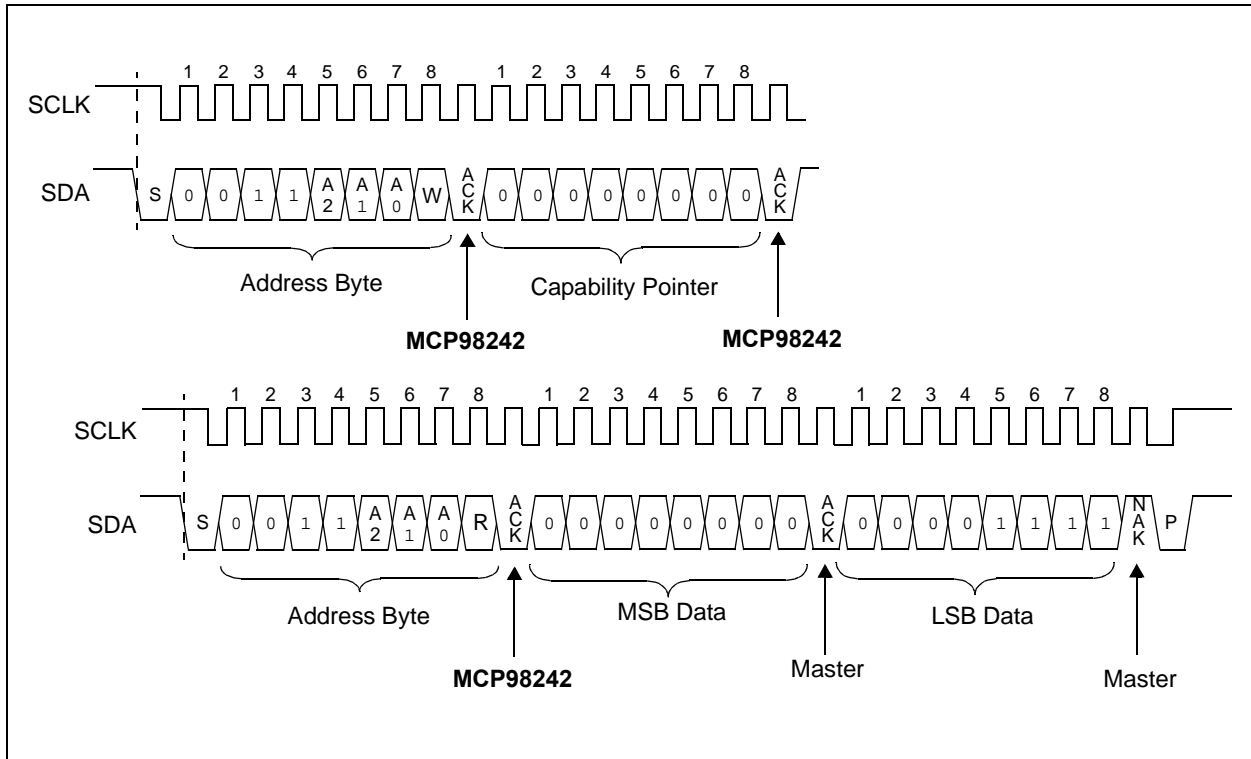 1 2 3 4 5 6 7 8 1 2 3 4 5 6 7 8
SCLK
SDA S 0 0 1 1 A2 A1 A0 W ACK 0 0 0 0 0 0 0 0 ACK
Address Byte Capability Pointer
MCP98242 MCP98242
1 2 3 4 5 6 7 8 1 2 3 4 5 6 7 8 1 2 3 4 5 6 7 8
SCLK
SDA S 0 0 1 1 A2 A1 A0 R ACK 0 0 0 0 0 0 0 0 ACK 0 0 0 0 1 1 1 1 NAK P
Address Byte MSB Data LSB Data
MCP98242 Master Master